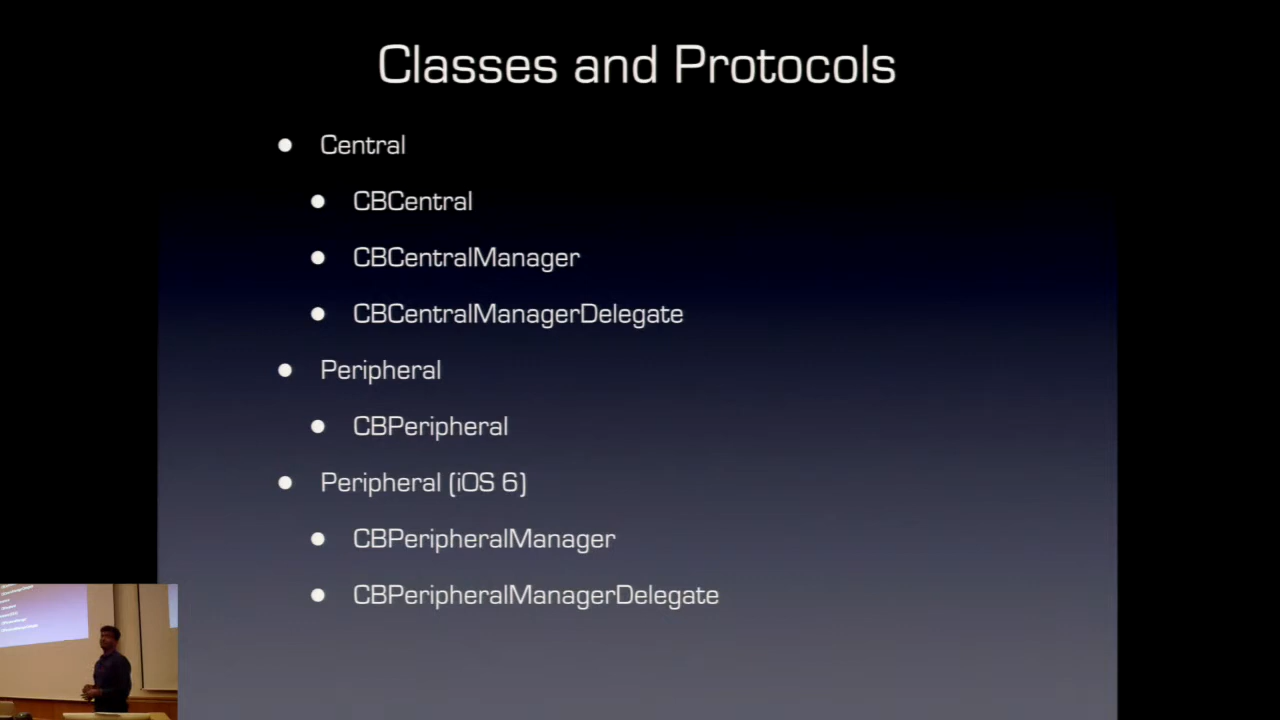 Classes and Protocols
Central
CBCentral
CBCentralManager
CBCentralManagerDelegate
Peripheral
CBPeripheral
Peripheral (iOS 6)
CBPeripheralManager
CBPeripheralManagerDelegate